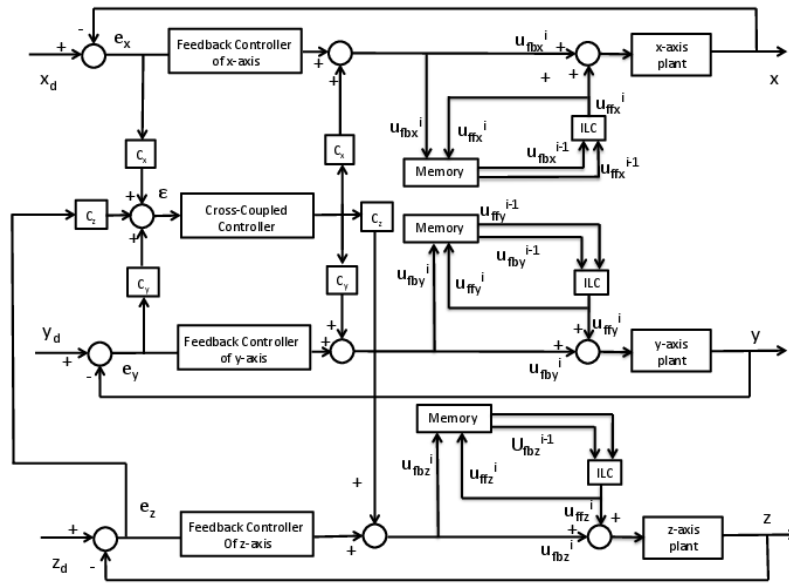 -
+
x_d
e_x
Feedback Controller
of x-axis
+
+
u_fbx^i
+
+
+
x-axis
plant
x
u_ffx^i
u_fbx^i
u_ffx^i
ILC
u_fbx^i-1
u_ffx^i-1
Memory
C_x
C_x
+
+
+
ε
C_z
Cross-Coupled
Controller
C_z
C_y
C_y
Memory
u_ffy^i-1
u_fby^i-1
u_fby^i
u_ffy^i
ILC
u_ffy^i
y_d
+
-
e_y
Feedback Controller
of y-axis
+
+
u_fby^i
+
+
y-axis
plant
y
Memory
U_fbz^i-1
u_fbz^i
u_ffz^i
ILC
u_ffz^i
z_d
+
-
e_z
Feedback Controller
Of z-axis
+
+
u_fbz^i
+
+
z-axis
plant
z